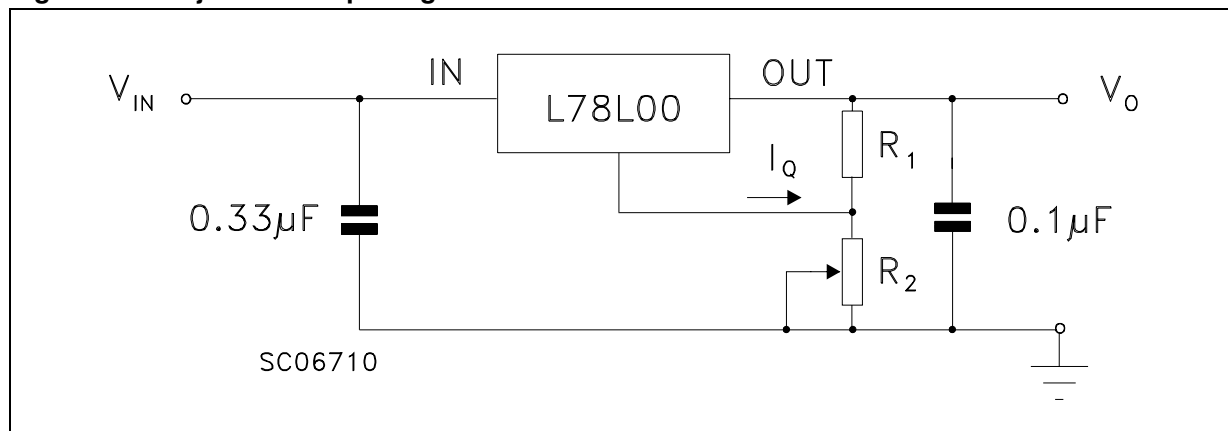 IN
OUT
V_IN
L78L00
V_O
R_1
I_Q
0.33μF
0.1μF
R_2
SC06710